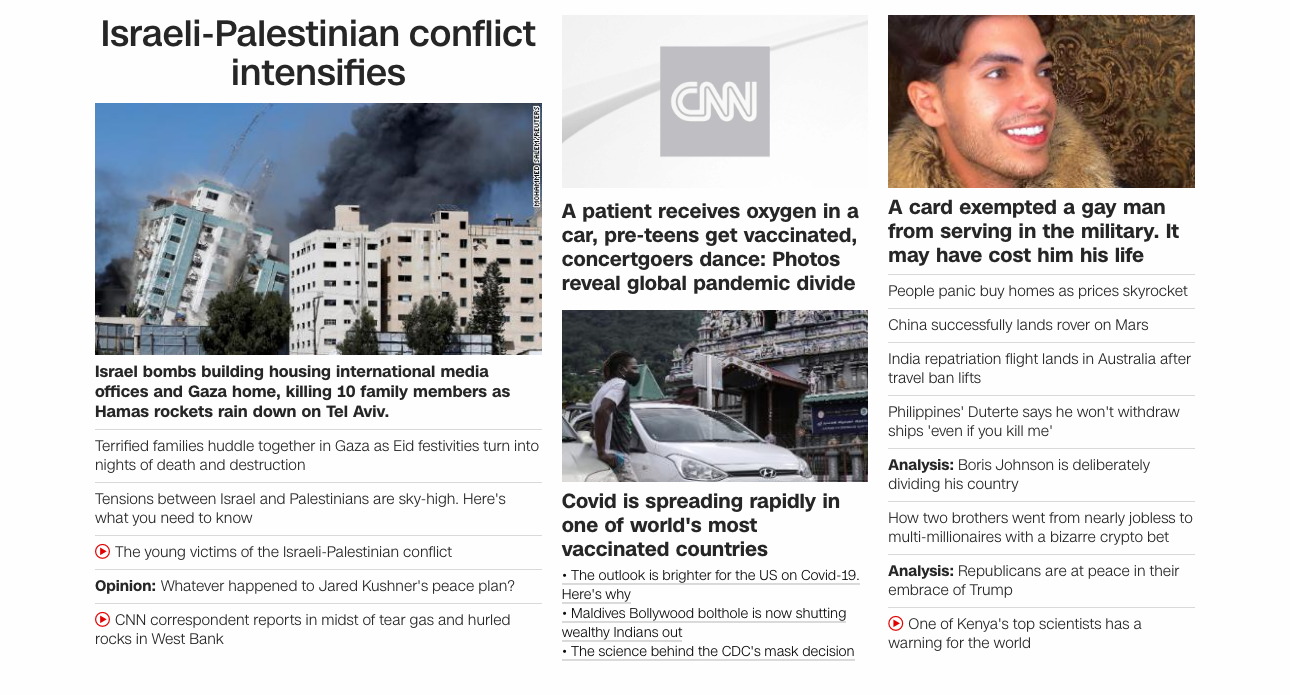 Israeli-Palestinian conflict
intensifies
MOHAMMED SALEM/REUTERS
Israel bombs building housing international media
offices and Gaza home, killing 10 family members as
Hamas rockets rain down on Tel Aviv.
Terrified families huddle together in Gaza as Eid festivities turn into
nights of death and destruction
Tensions between Israel and Palestinians are sky-high. Here's
what you need to know
The young victims of the Israeli-Palestinian conflict
Opinion: Whatever happened to Jared Kushner's peace plan?
CNN correspondent reports in midst of tear gas and hurled
rocks in West Bank
CNN
A patient receives oxygen in a
car, pre-teens get vaccinated,
concertgoers dance: Photos
reveal global pandemic divide
Covid is spreading rapidly in
one of world's most
vaccinated countries
• The outlook is brighter for the US on Covid-19.
Here's why
• Maldives Bollywood bolthole is now shutting
wealthy Indians out
• The science behind the CDC's mask decision
A card exempted a gay man
from serving in the military. It
may have cost him his life
People panic buy homes as prices skyrocket
China successfully lands rover on Mars
India repatriation flight lands in Australia after
travel ban lifts
Philippines' Duterte says he won't withdraw
ships 'even if you kill me'
Analysis: Boris Johnson is deliberately
dividing his country
How two brothers went from nearly jobless to
multi-millionaires with a bizarre crypto bet
Analysis: Republicans are at peace in their
embrace of Trump
One of Kenya's top scientists has a
warning for the world